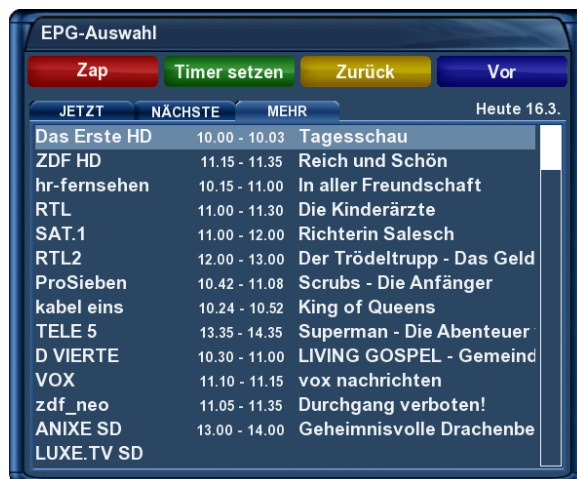 EPG-Auswahl
Zap Timer setzen Zurück Vor
JETZT NÄCHSTE MEHR Heute 16.3.
Das Erste HD 10.00 - 10.03 Tagesschau
ZDF HD 11.15 - 11.35 Reich und Schön
hr-fernsehen 10.15 - 11.00 In aller Freundschaft
RTL 11.00 - 11.30 Die Kinderärzte
SAT.1 11.00 - 12.00 Richterin Salesch
RTL2 12.00 - 13.00 Der Trödeltrupp - Das Geld
ProSieben 10.42 - 11.08 Scrubs - Die Anfänger
kabel eins 10.24 - 10.52 King of Queens
TELE 5 13.35 - 14.35 Superman - Die Abenteuer
D VIERTE 10.30 - 11.00 LIVING GOSPEL - Gemeind
VOX 11.10 - 11.15 vox nachrichten
zdf_neo 11.05 - 11.35 Durchgang verboten!
ANIXE SD 13.00 - 14.00 Geheimnisvolle Drachenbe
LUXE.TV SD